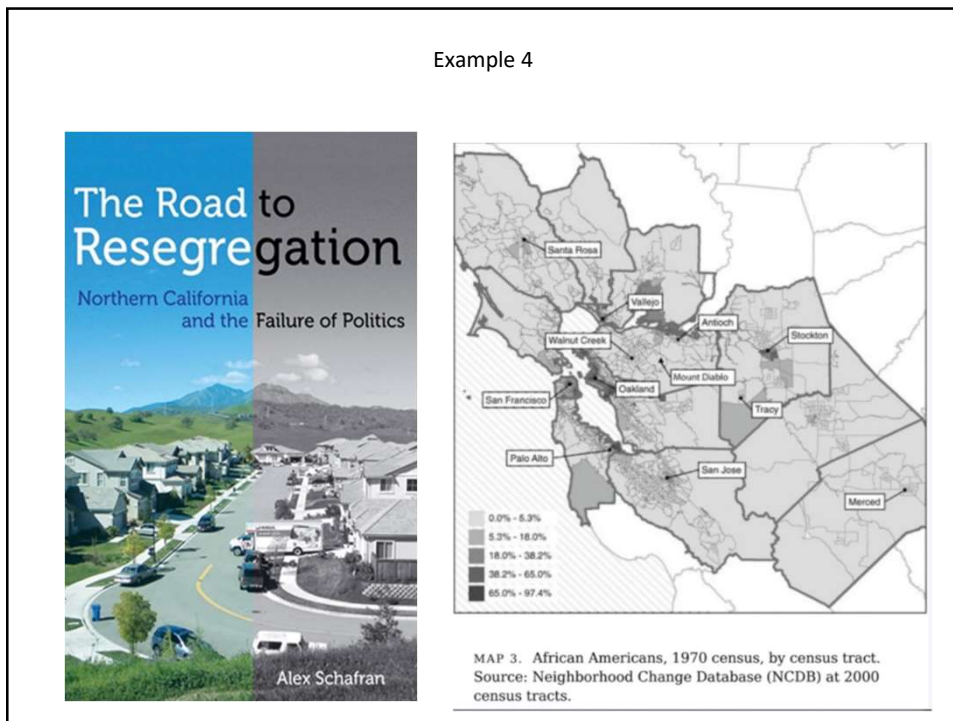 Example 4
The Road to
Resegregation
Northern California
and the Failure of Politics
Alex Schafran
Santa Rosa
Vallejo
Antioch
Walnut Creek
Stockton
Mount Diablo
Oakland
San Francisco
Tracy
Palo Alto
San Jose
Merced
0.0% - 5.3%
5.3% - 18.0%
18.0% - 38.2%
38.2% - 65.0%
65.0% - 97.4%
MAP 3. African Americans, 1970 census, by census tract.
Source: Neighborhood Change Database (NCDB) at 2000
census tracts.